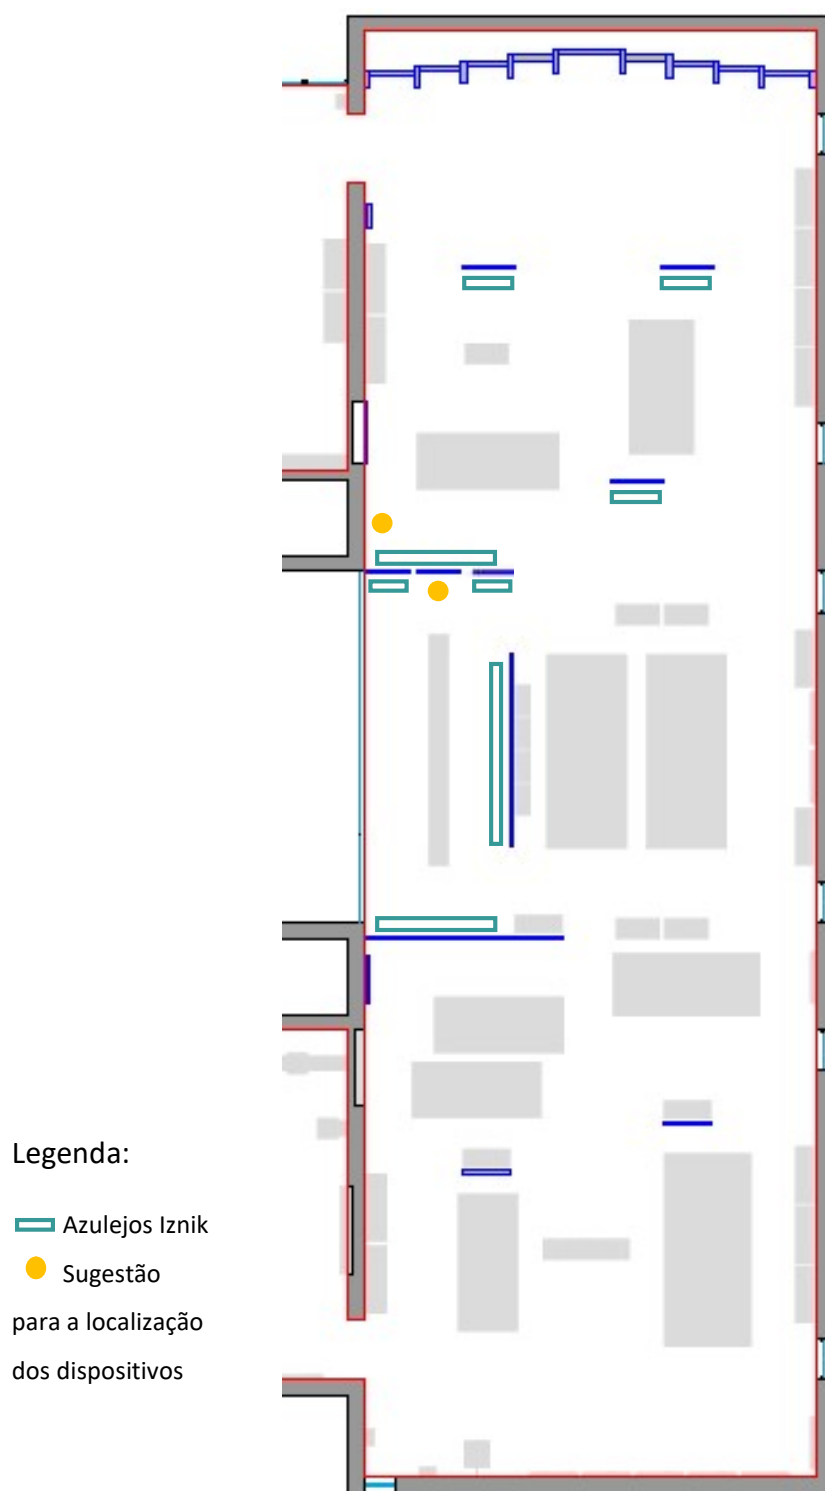 Legenda:
Azulejos Iznik
Sugestão
para a localização
dos dispositivos